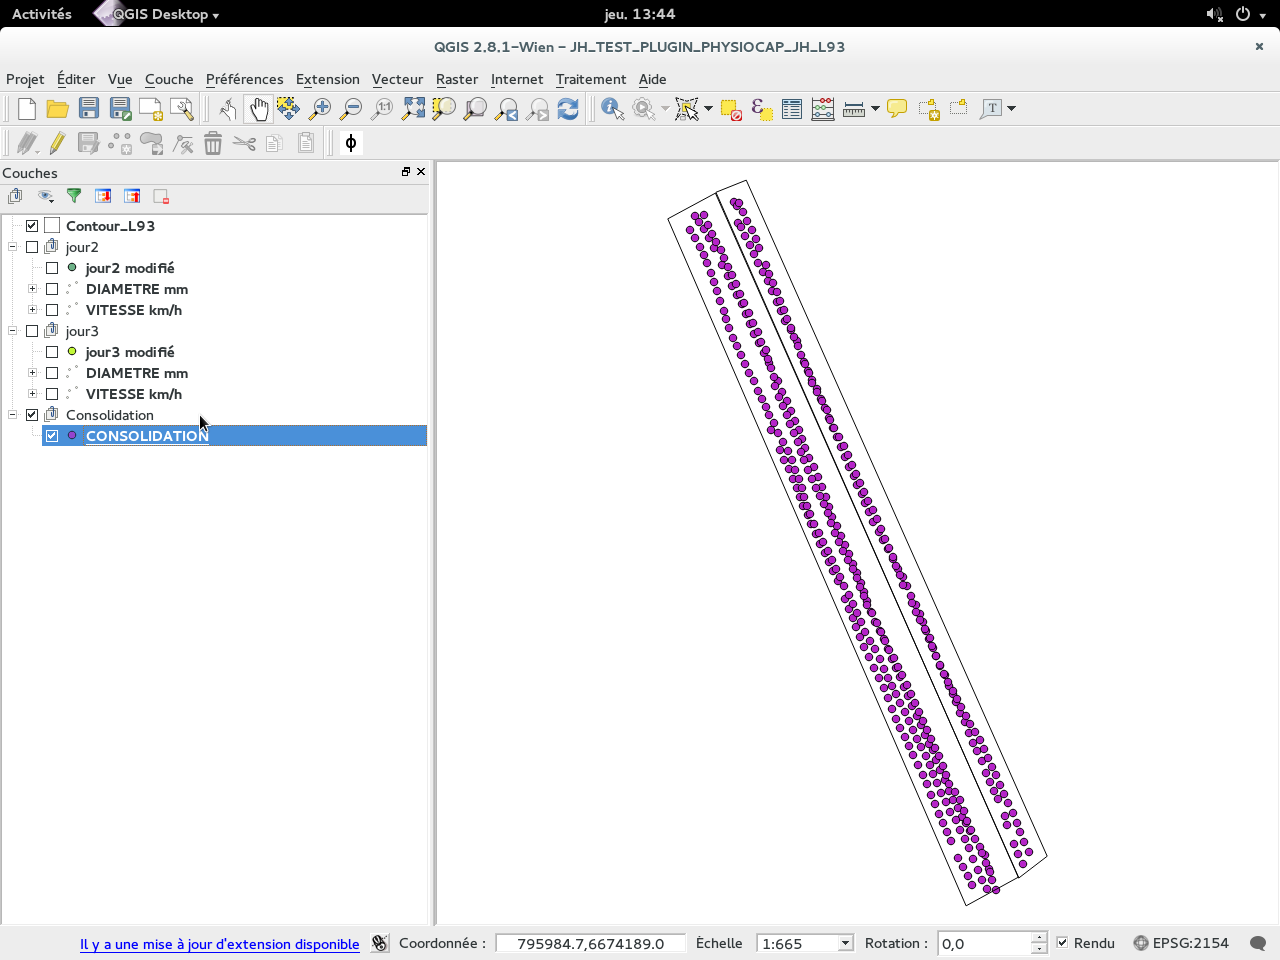 Activités
QGIS Desktop
jeu. 13:44
QGIS 2.8.1-Wien - JH_TEST_PLUGIN_PHYSIOCAP_JH_L93
Projet Éditer Vue Couche Préférences Extension Vecteur Raster Internet Traitement Aide
1:1
ε
T
ɸ
Couches
Contour_L93
jour2
jour2 modifié
DIAMETRE mm
VITESSE km/h
jour3
jour3 modifié
DIAMETRE mm
VITESSE km/h
Consolidation
CONSOLIDATION
Il y a une mise à jour d'extension disponible
Coordonnée : 795984.7,6674189.0
Échelle 1:665
Rotation : 0,0
Rendu
EPSG:2154